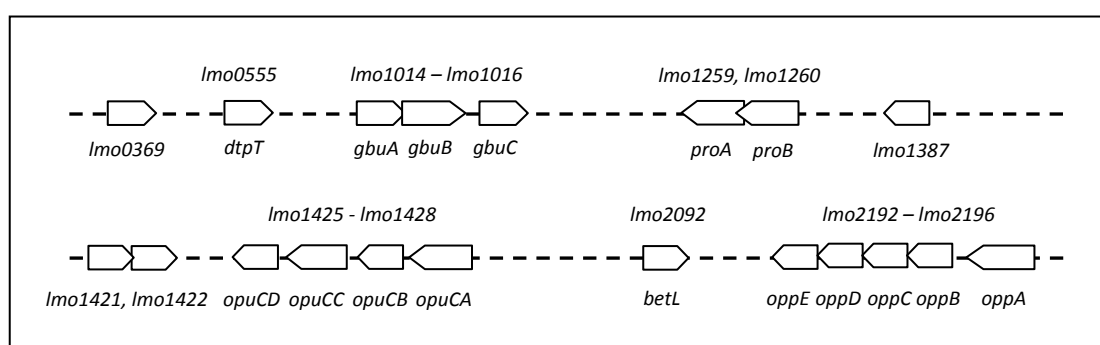 lmo0555 lmo1014 – lmo1016 lmo1259, lmo1260
lmo0369 dtpT gbuA gbuB gbuC proA proB lmo1387
lmo1425 - lmo1428 lmo2092 lmo2192 – lmo2196
lmo1421, lmo1422 opuCD opuCC opuCB opuCA betL oppE oppD oppC oppB oppA